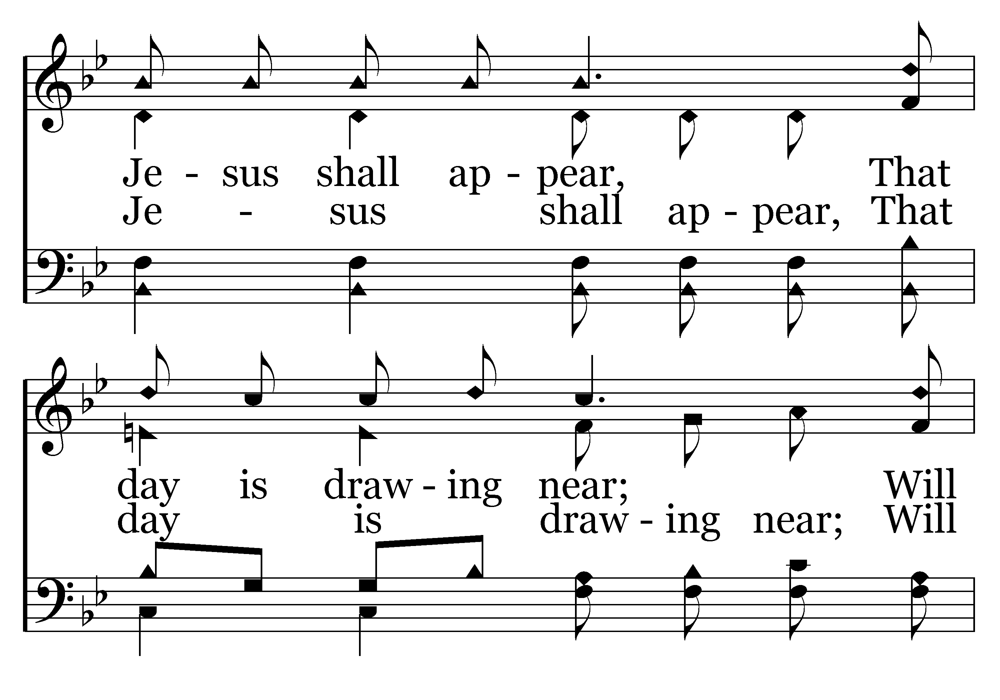 Je - sus shall ap - pear, That
Je - sus shall ap - pear, That
day is draw - ing near; Will
day is draw - ing near; Will